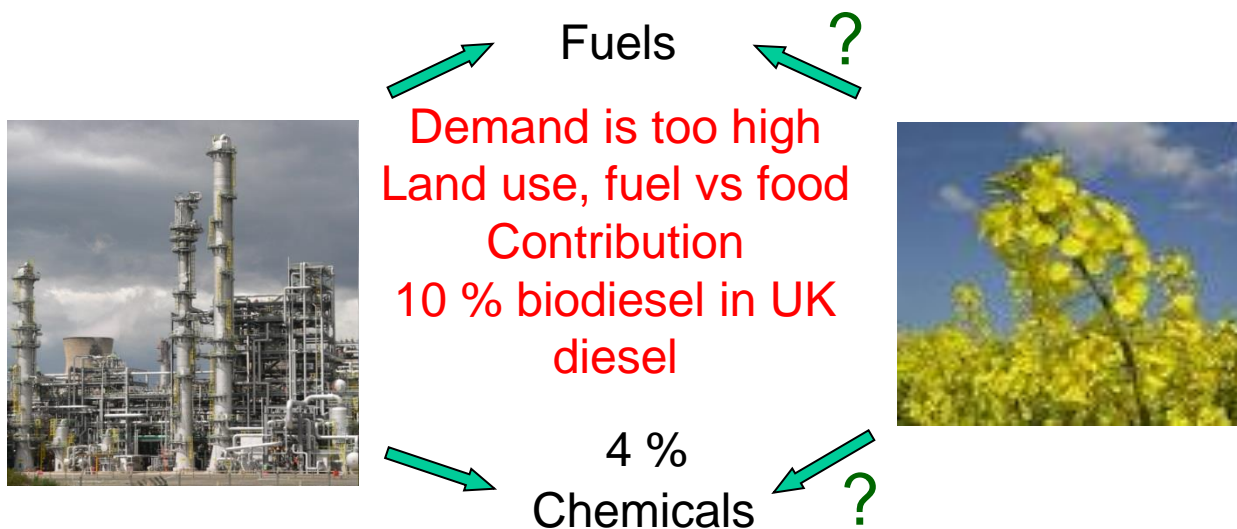 Fuels
?
Demand is too high
Land use, fuel vs food
Contribution
10 % biodiesel in UK
diesel
4 %
Chemicals
?